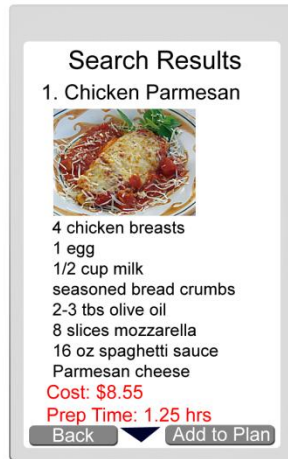 Search Results
1. Chicken Parmesan
4 chicken breasts
1 egg
1/2 cup milk
seasoned bread crumbs
2-3 tbs olive oil
8 slices mozzarella
16 oz spaghetti sauce
Parmesan cheese
Cost: $8.55
Prep Time: 1.25 hrs
Back Add to Plan